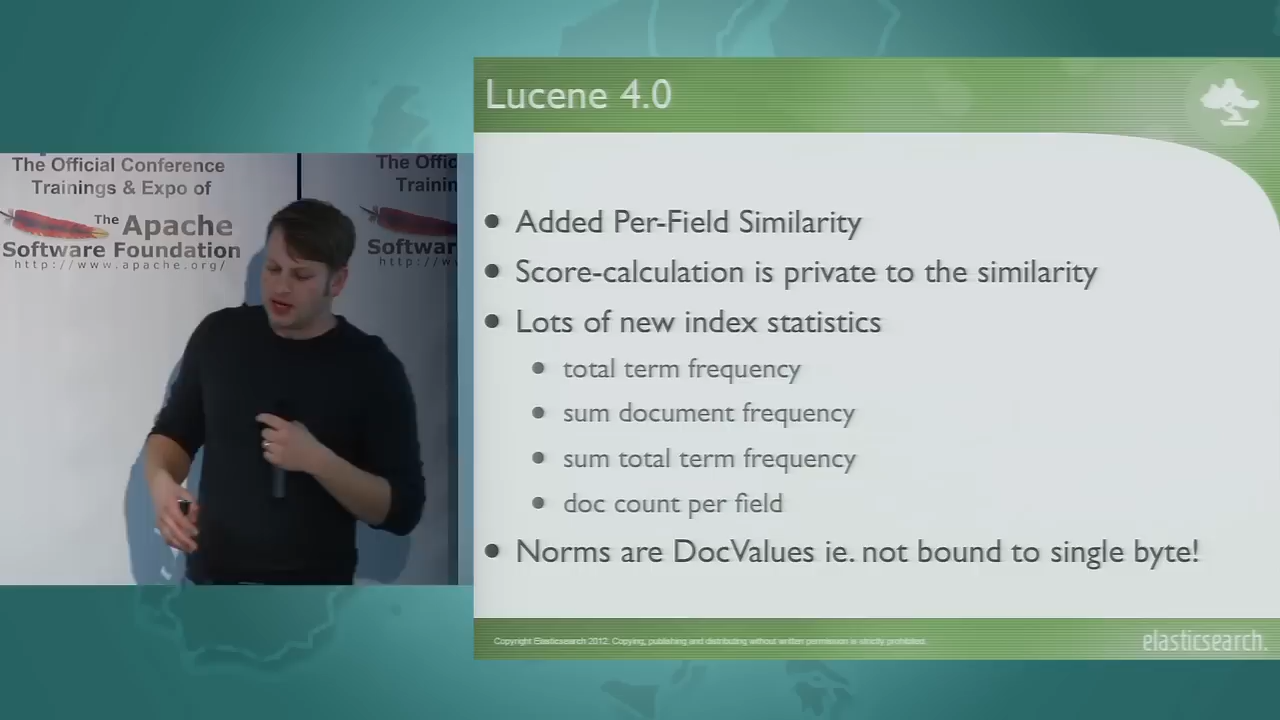 The Official Conference
Trainings & Expo of
The Apache
Software Foundation
http://www.apache.org/
The Offic
Trainin
Softwar
http://www
Lucene 4.0
• Added Per-Field Similarity
• Score-calculation is private to the similarity
• Lots of new index statistics
• total term frequency
• sum document frequency
• sum total term frequency
• doc count per field
• Norms are DocValues ie. not bound to single byte!
Copyright Elasticsearch 2012. Copying, publishing and distributing without written permission is strictly prohibited.
elasticsearch.